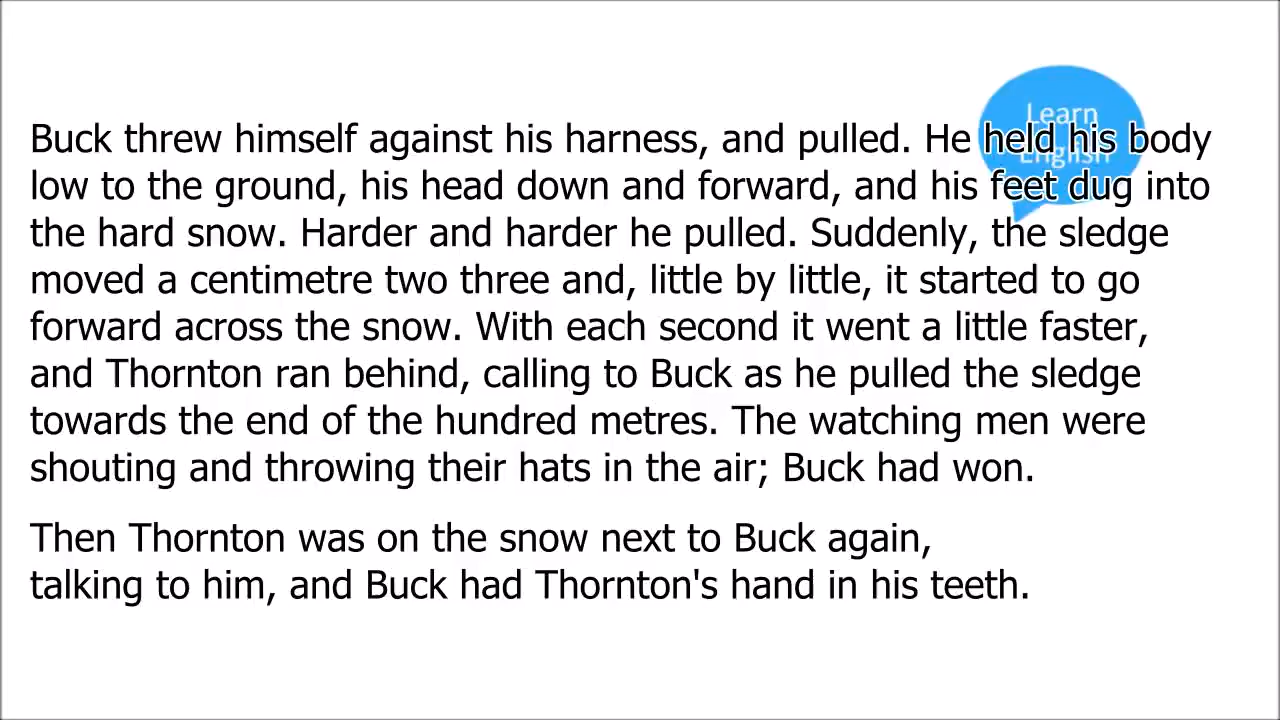 Learn
English
Buck threw himself against his harness, and pulled. He held his body
low to the ground, his head down and forward, and his feet dug into
the hard snow. Harder and harder he pulled. Suddenly, the sledge
moved a centimetre two three and, little by little, it started to go
forward across the snow. With each second it went a little faster,
and Thornton ran behind, calling to Buck as he pulled the sledge
towards the end of the hundred metres. The watching men were
shouting and throwing their hats in the air; Buck had won.
Then Thornton was on the snow next to Buck again,
talking to him, and Buck had Thornton's hand in his teeth.